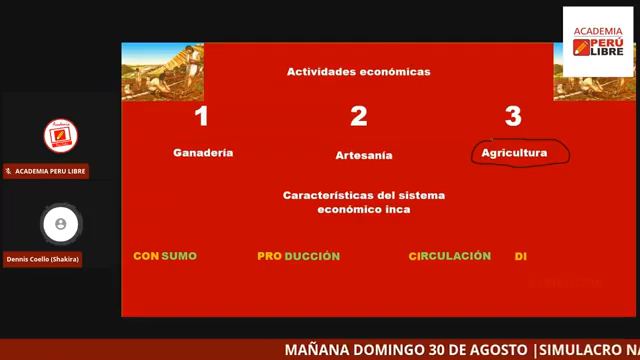 ACADEMIA
PERÚ
LIBRE
Actividades económicas
1
2
3
Ganadería
Artesanía
Agricultura
Características del sistema
económico inca
CONSUMO
PRODUCCIÓN
CIRCULACIÓN
DI
ACADEMIA PERU LIBRE
Dennis Coello (Shakira)
MAÑANA DOMINGO 30 DE AGOSTO |SIMULACRO NA